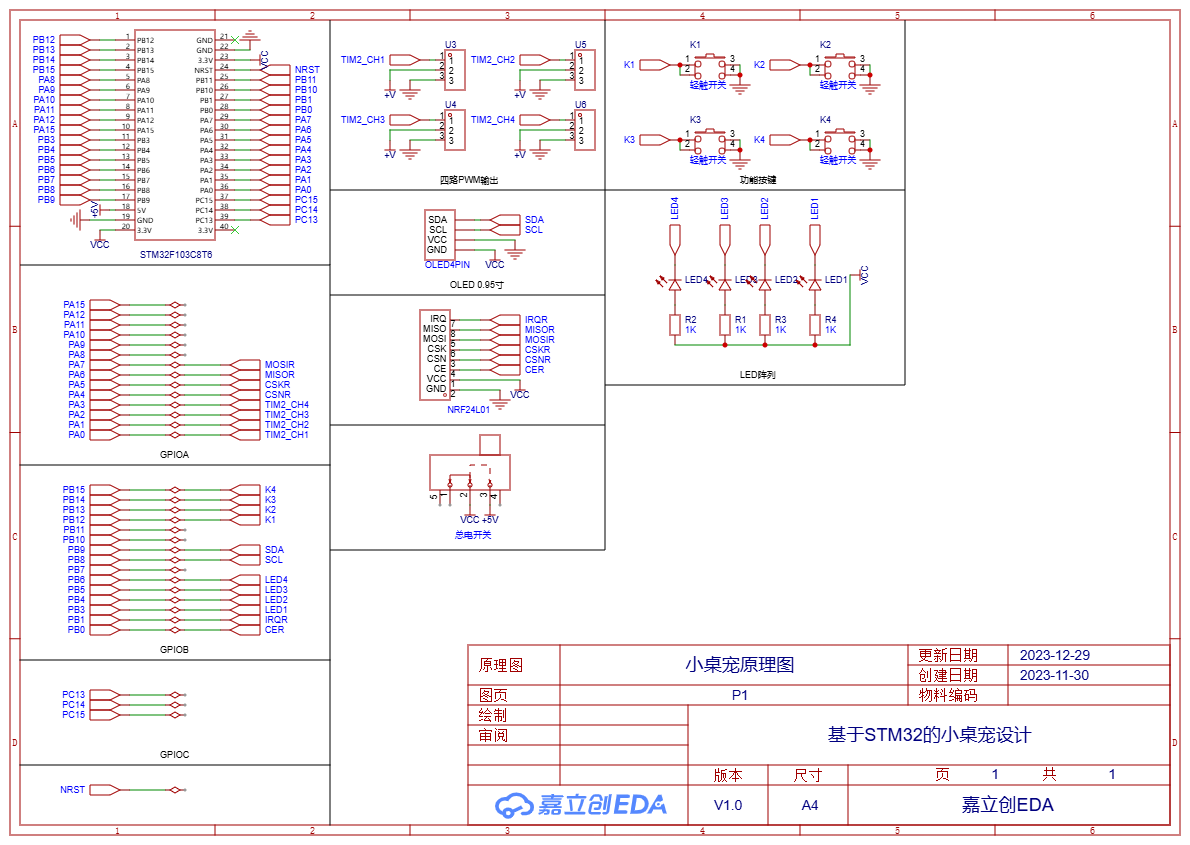 1 2 3 4 5 6
A
B
C
D
PB12 1 PB12 GND 21
PB13 2 PB13 GND 22
PB14 3 PB14 3.3V 23 VCC
PB15 4 PB15 NRST 24 NRST
PA8 5 PA8 PB11 25 PB11
PA9 6 PA9 PB10 26 PB10
PA10 7 PA10 PB1 27 PB1
PA11 8 PA11 PB0 28 PB0
PA12 9 PA12 PA7 29 PA7
PA15 10 PA15 PA6 30 PA6
PB3 11 PB3 PA5 31 PA5
PB4 12 PB4 PA4 32 PA4
PB5 13 PB5 PA3 33 PA3
PB6 14 PB6 PA2 34 PA2
PB7 15 PB7 PA1 35 PA1
PB8 16 PB8 PA0 36 PA0
PB9 17 PB9 PC15 37 PC15
+5V 18 5V PC14 38 PC14
19 GND PC13 39 PC13
VCC 20 3.3V 3.3V 40
STM32F103C8T6
PA15
PA12
PA11
PA10
PA9
PA8
PA7 MOSIR
PA6 MISOR
PA5 CSKR
PA4 CSNR
PA3 TIM2_CH4
PA2 TIM2_CH3
PA1 TIM2_CH2
PA0 TIM2_CH1
GPIOA
PB15 K4
PB14 K3
PB13 K2
PB12 K1
PB11
PB10
PB9 SDA
PB8 SCL
PB7
PB6 LED4
PB5 LED3
PB4 LED2
PB3 LED1
PB1 IRQR
PB0 CER
GPIOB
PC13
PC14
PC15
GPIOC
NRST
U3 U5
TIM2_CH1 1 1 TIM2_CH2 1 1
2 2 2 2
3 3 3 3
+V +V
U4 U6
TIM2_CH3 1 1 TIM2_CH4 1 1
2 2 2 2
3 3 3 3
+V +V
四路PWM输出
SDA SDA
SCL SCL
VCC
GND
OLED4PIN VCC
OLED 0.95寸
IRQ 7 IRQR
MISO 8 MISOR
MOSI 5 MOSIR
CSK 6 CSKR
CSN 3 CSNR
CE 4 CER
VCC 1
GND 2 VCC
NRF24L01
5 1 2 3 4
VCC +5V
总电开关
K1 K2
K1 1 3 K2 1 3
2 4 2 4
轻触开关 轻触开关
K3 K4
K3 1 3 K4 1 3
2 4 2 4
轻触开关 轻触开关
功能按键
LED4 LED3 LED2 LED1
LED4 LED3 LED2 LED1 VCC
R2 R1 R3 R4
1K 1K 1K 1K
LED阵列
原理图 小桌宠原理图 更新日期 2023-12-29
创建日期 2023-11-30
图页 P1 物料编码
绘制
审阅 基于STM32的小桌宠设计
版本 尺寸 页 1 共 1
嘉立创EDA V1.0 A4 嘉立创EDA
A
B
C
D
1 2 3 4 5 6